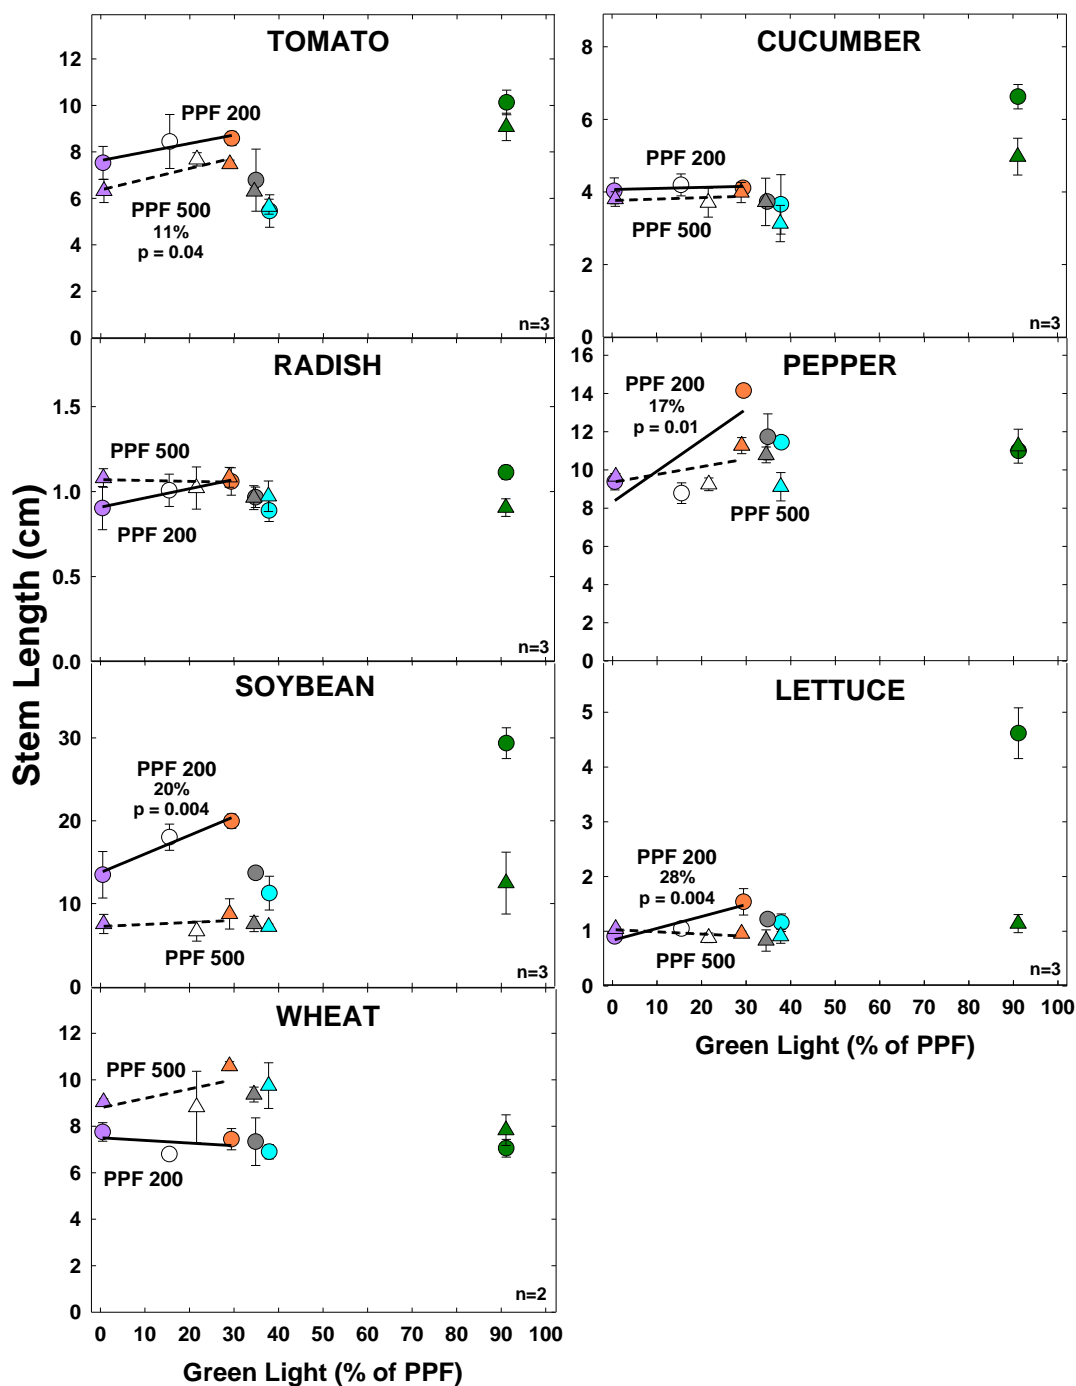 Stem Length (cm)
TOMATO
12
10
8
6
4
2
0
PPF 200
PPF 500
11%
p = 0.04
n=3
CUCUMBER
8
6
4
2
0
PPF 200
PPF 500
n=3
RADISH
1.5
1.0
0.5
0.0
PPF 500
PPF 200
n=3
PEPPER
16
14
12
10
8
6
4
2
0
PPF 200
17%
p = 0.01
PPF 500
SOYBEAN
30
20
10
0
PPF 200
20%
p = 0.004
PPF 500
n=3
LETTUCE
5
4
3
2
1
0
PPF 200
28%
p = 0.004
PPF 500
n=3
0 10 20 30 40 50 60 70 80 90 100
Green Light (% of PPF)
WHEAT
12
10
8
6
4
2
0
PPF 500
PPF 200
n=2
0 10 20 30 40 50 60 70 80 90 100
Green Light (% of PPF)